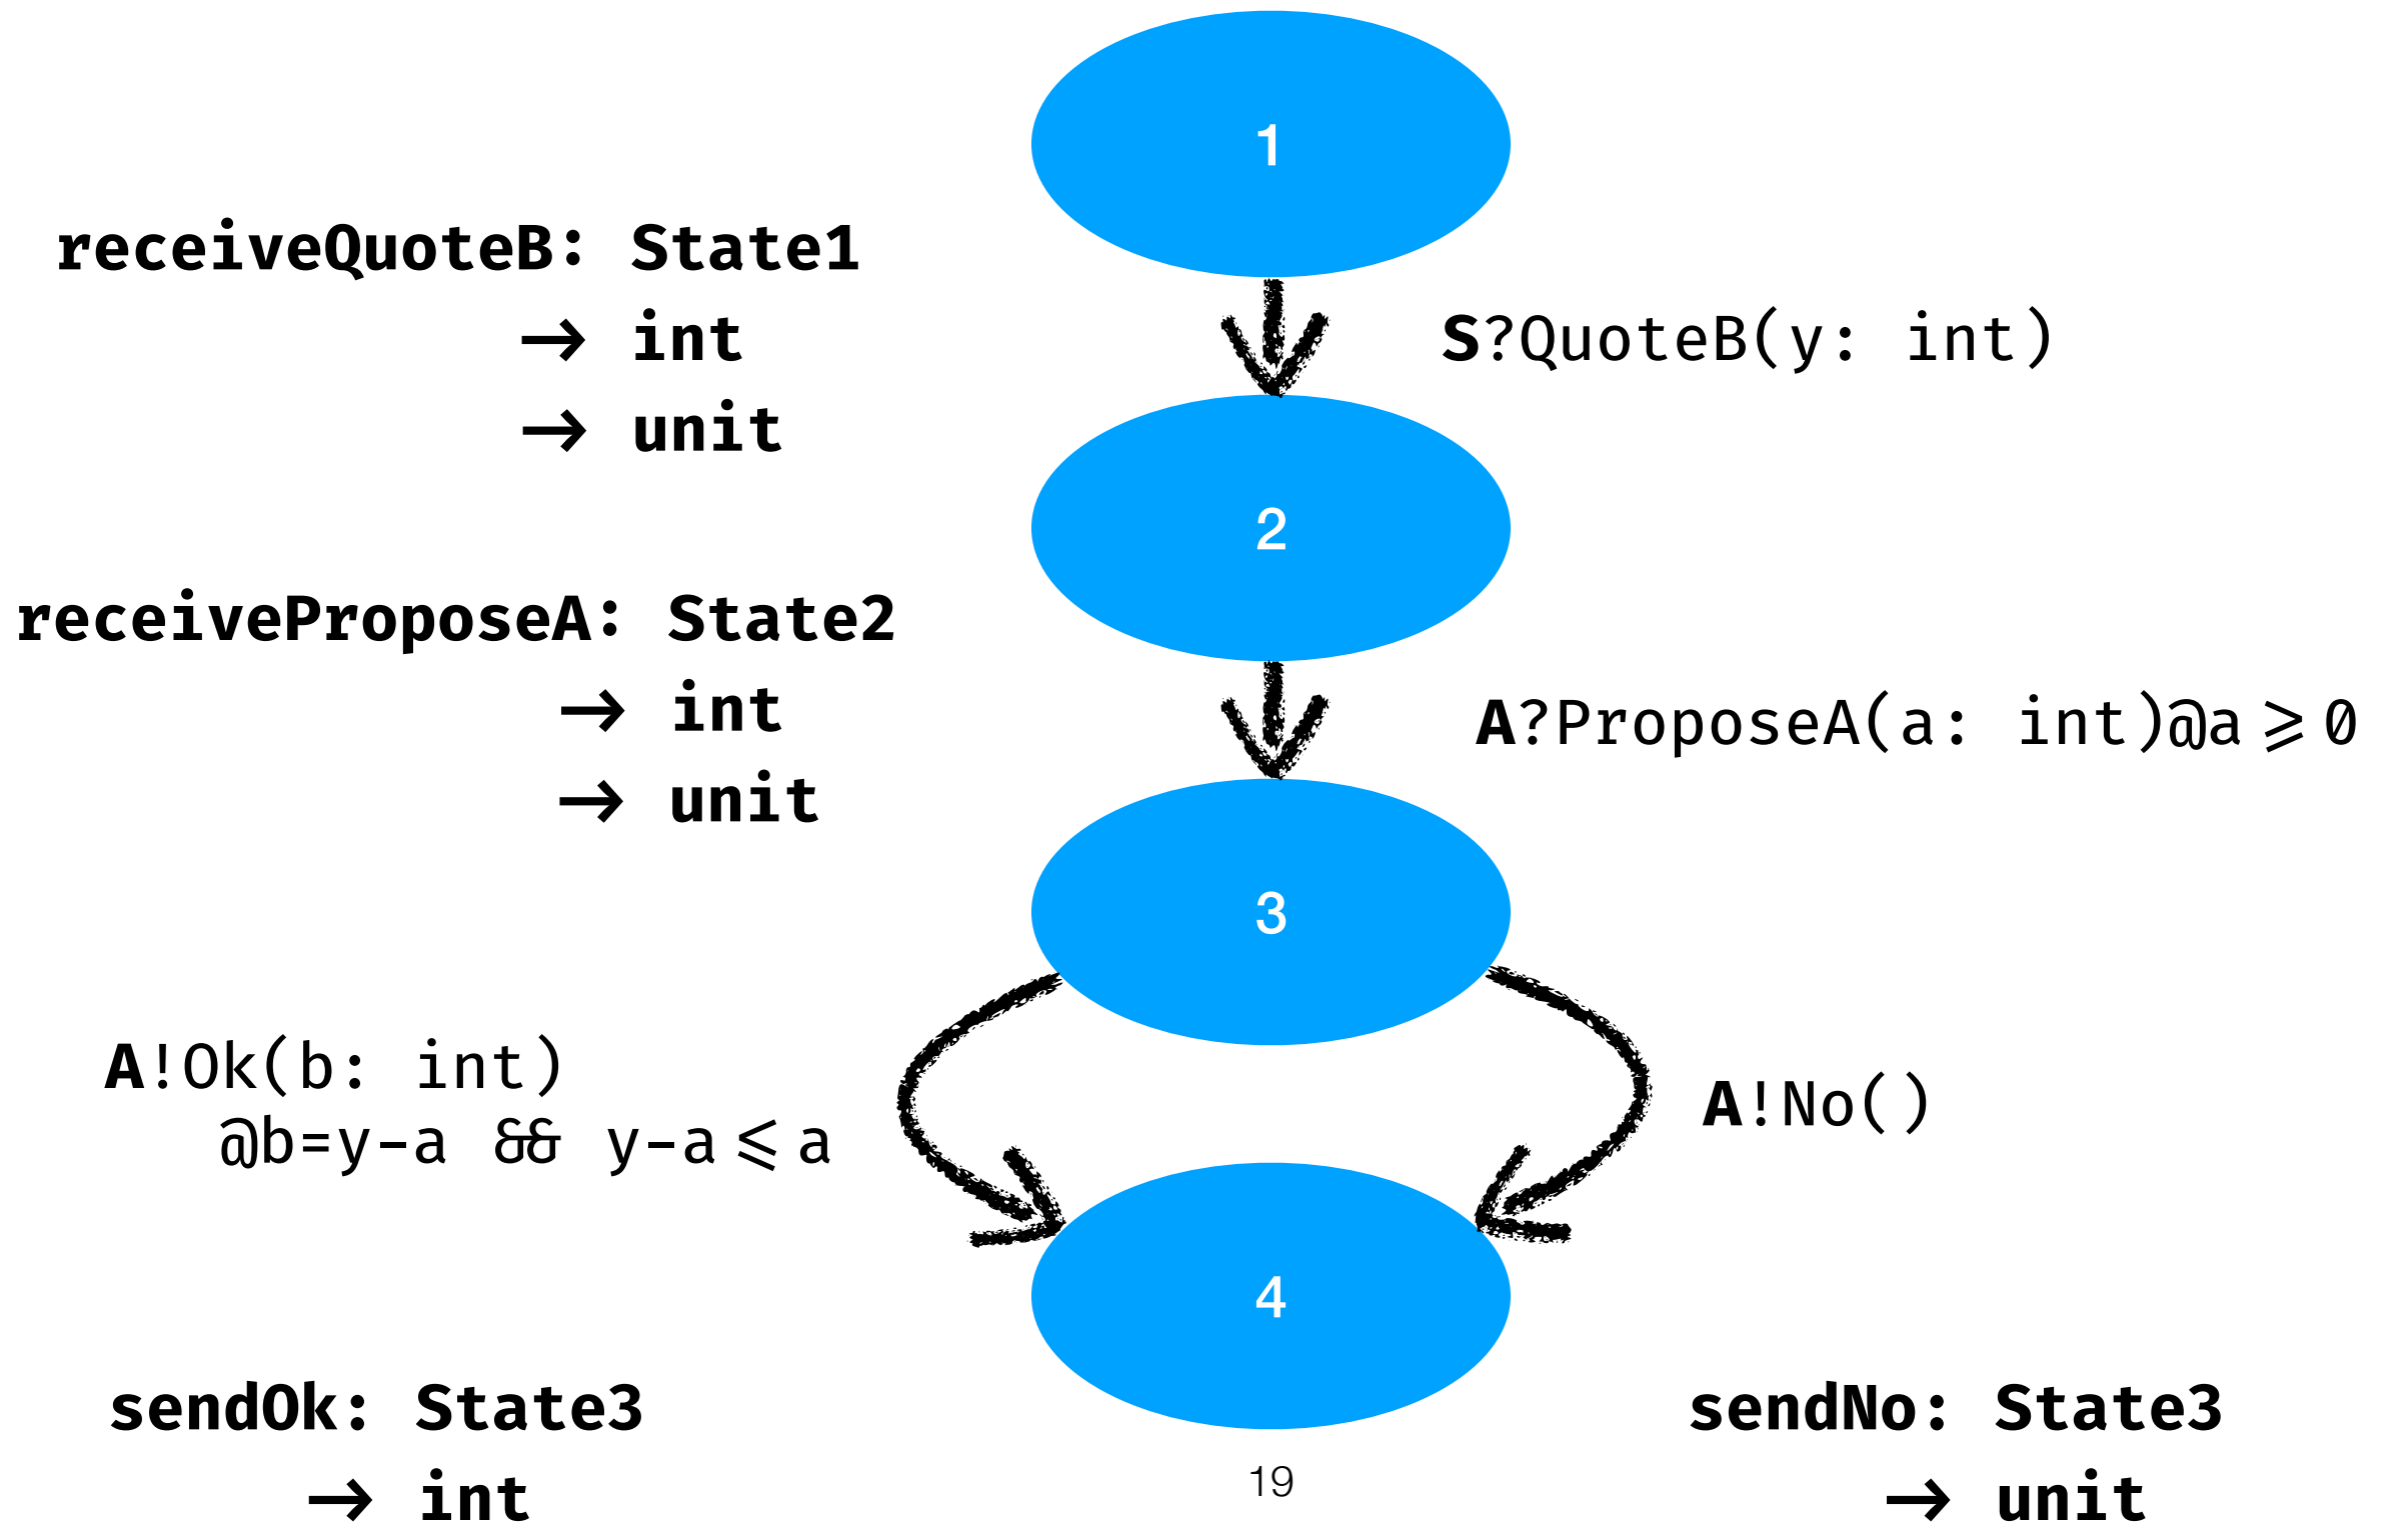 1
receiveQuoteB: State1
→ int
→ unit
S?QuoteB(y: int)
2
receiveProposeA: State2
→ int
→ unit
A?ProposeA(a: int)@a⩾0
3
A!Ok(b: int)
@b=y-a && y-a⩽a
A!No()
4
sendOk: State3
→ int
sendNo: State3
→ unit
19